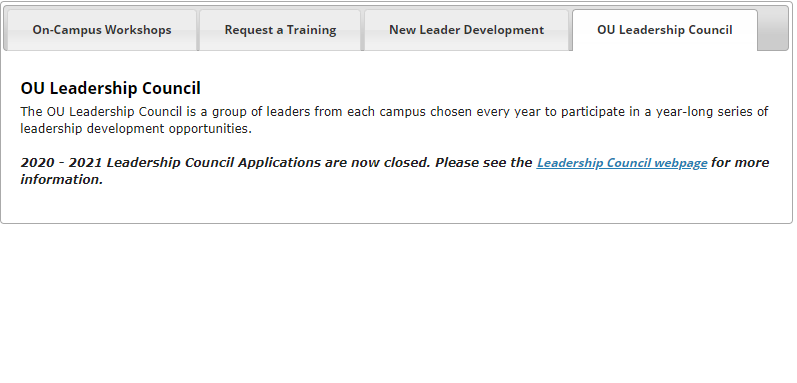 On-Campus Workshops Request a Training New Leader Development OU Leadership Council
OU Leadership Council
The OU Leadership Council is a group of leaders from each campus chosen every year to participate in a year-long series of
leadership development opportunities.
2020 - 2021 Leadership Council Applications are now closed. Please see the Leadership Council webpage for more
information.